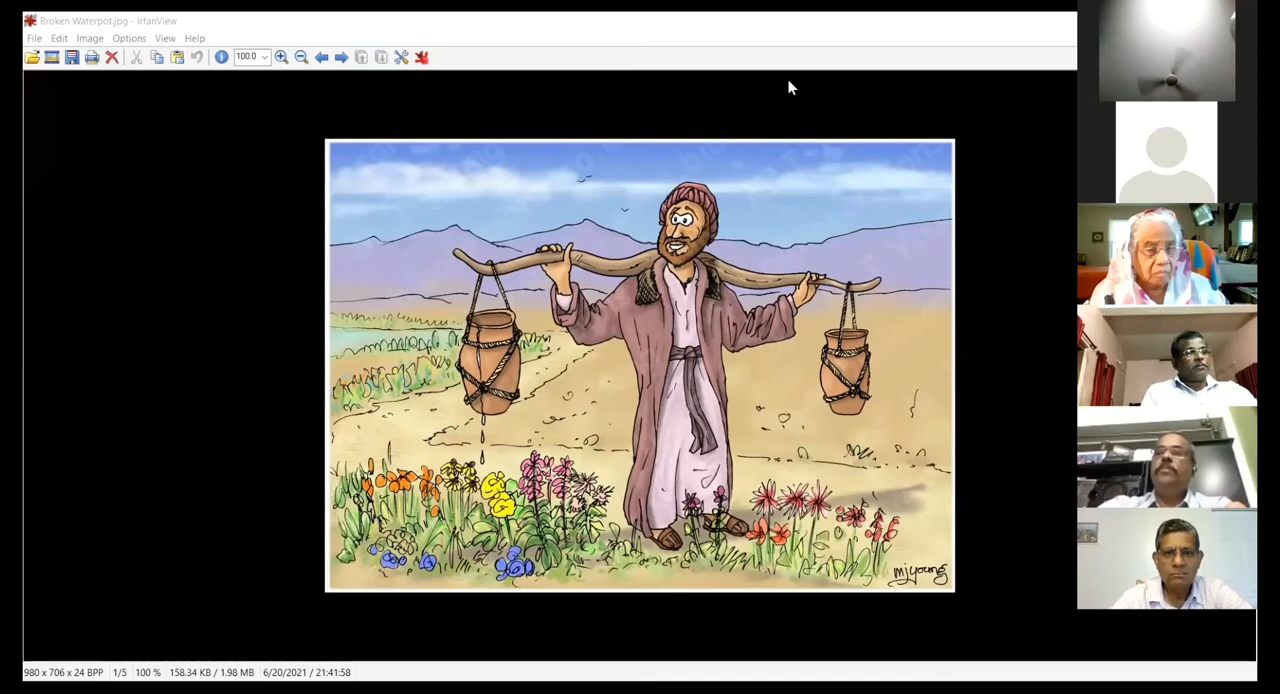 Broken Waterpot.jpg - IrfanView
File Edit Image Options View Help
100.0
mjyoung
980 x 706 x 24 BPP 1/5 100 % 158.34 KB / 1.98 MB 6/20/2021 / 21:41:58